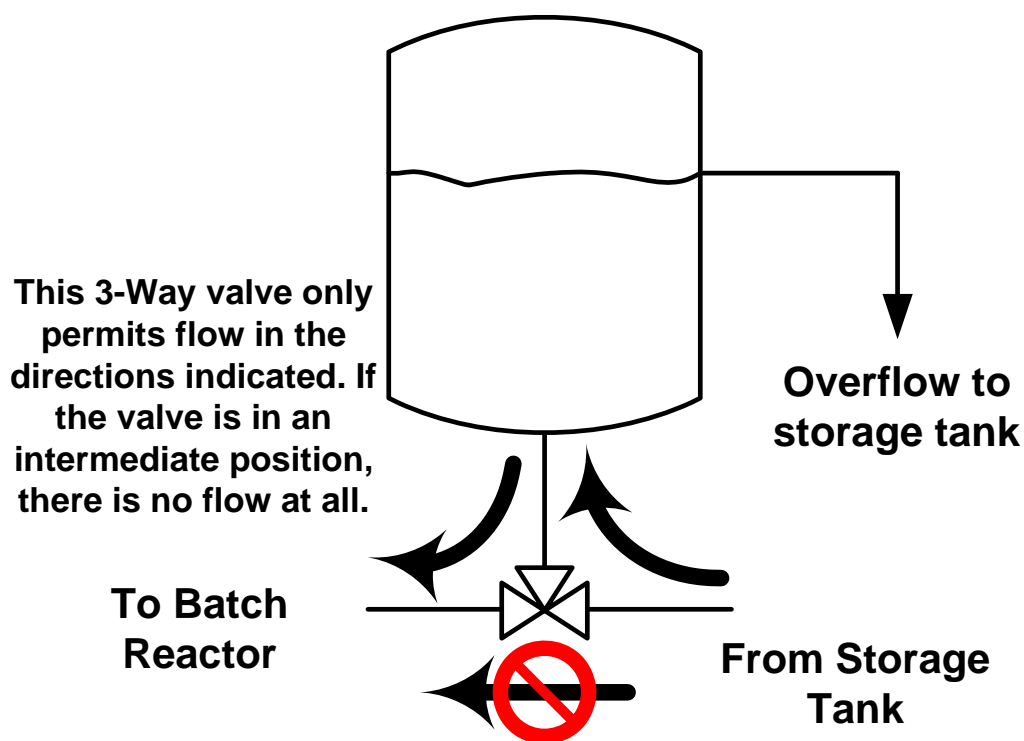 This 3-Way valve only
permits flow in the
directions indicated. If
the valve is in an
intermediate position,
there is no flow at all.
Overflow to
storage tank
To Batch
Reactor
From Storage
Tank